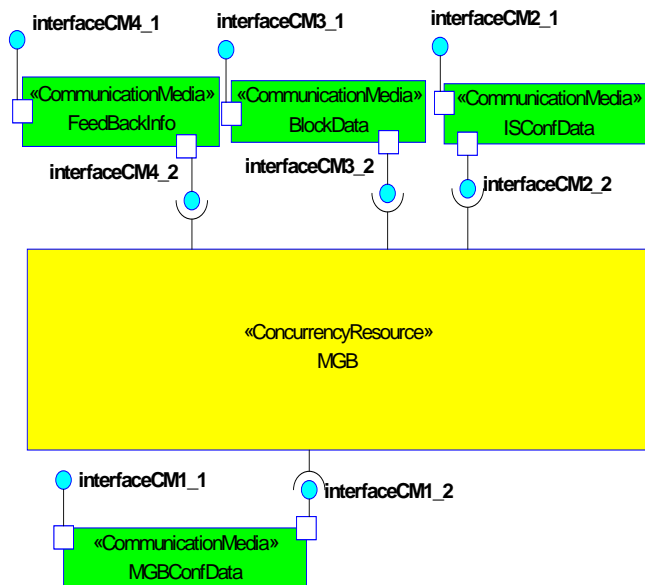 interfaceCM4_1
interfaceCM3_1
interfaceCM2_1
«CommunicationMedia»
FeedBackInfo
«CommunicationMedia»
BlockData
«CommunicationMedia»
ISConfData
interfaceCM4_2
interfaceCM3_2
interfaceCM2_2
«ConcurrencyResource»
MGB
interfaceCM1_1
interfaceCM1_2
«CommunicationMedia»
MGBConfData